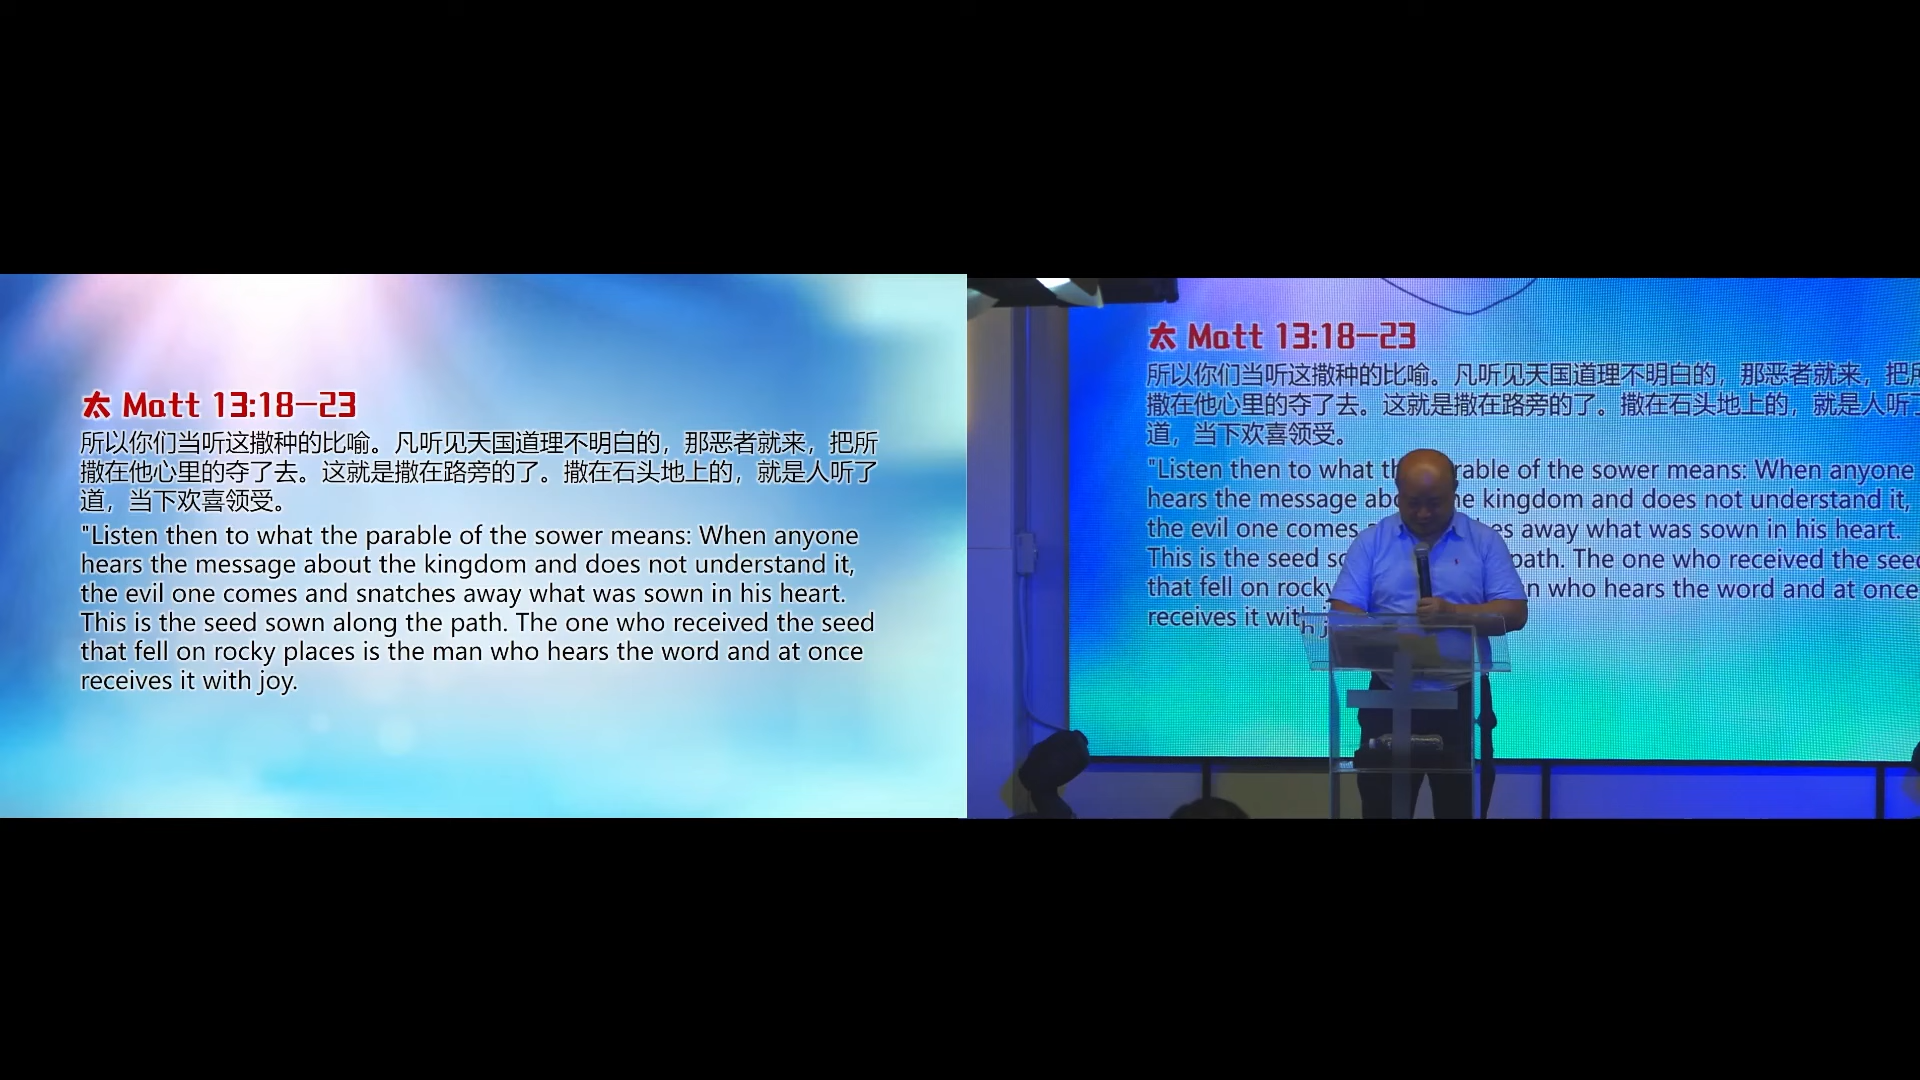 太 Matt 13:18–23
所以你们当听这撒种的比喻。凡听见天国道理不明白的，那恶者就来，把所
撒在他心里的夺了去。这就是撒在路旁的了。撒在石头地上的，就是人听了
道，当下欢喜领受。
"Listen then to what the parable of the sower means: When anyone
hears the message about the kingdom and does not understand it,
the evil one comes and snatches away what was sown in his heart.
This is the seed sown along the path. The one who received the seed
that fell on rocky places is the man who hears the word and at once
receives it with joy.
太 Matt 13:18–23
所以你们当听这撒种的比喻。凡听见天国道理不明白的，那恶者就来，把所
撒在他心里的夺了去。这就是撒在路旁的了。撒在石头地上的，就是人听了
道，当下欢喜领受。
"Listen then to what th rable of the sower means: When anyone
hears the message abo he kingdom and does not understand it,
the evil one comes es away what was sown in his heart.
This is the seed so path. The one who received the seed
that fell on rocky n who hears the word and at once
receives it with j